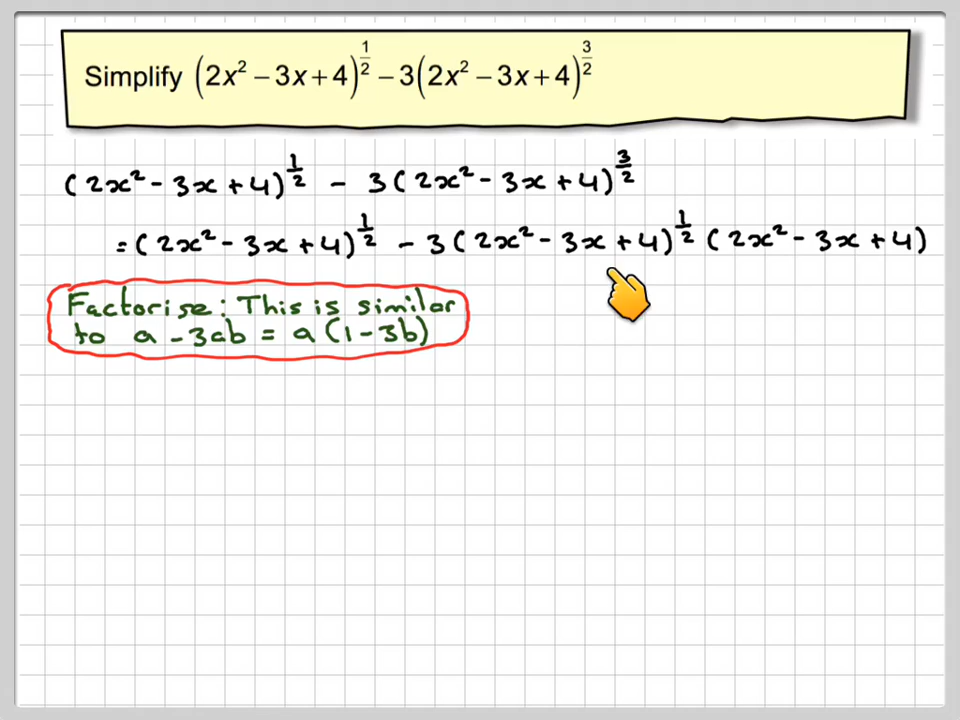 Simplify (2x² − 3x + 4)^(1/2) − 3(2x² − 3x + 4)^(3/2)
(2x² − 3x + 4)^(1/2) − 3(2x² − 3x + 4)^(3/2)
= (2x² − 3x + 4)^(1/2) − 3(2x² − 3x + 4)^(1/2) (2x² − 3x + 4)
Factorise: This is similar
to a − 3ab = a(1 − 3b)